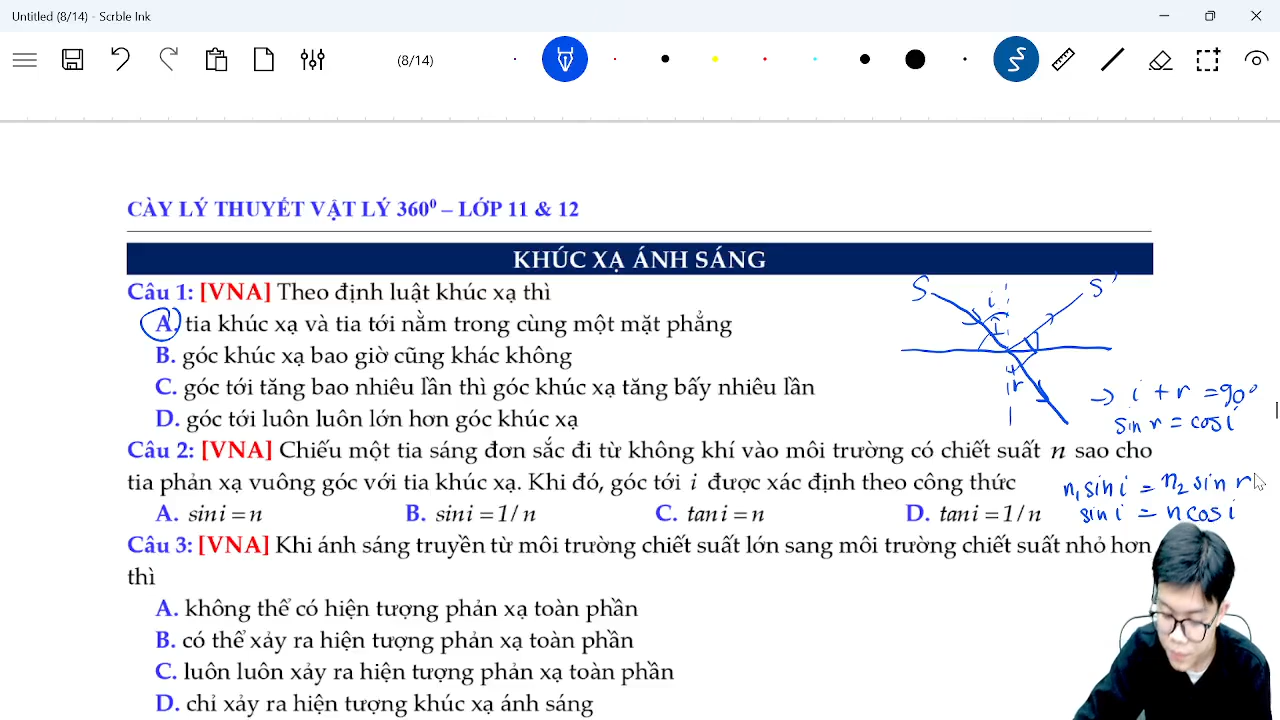 Untitled (8/14) - Scrble Ink
(8/14)
CÀY LÝ THUYẾT VẬT LÝ 360⁰ – LỚP 11 & 12
KHÚC XẠ ÁNH SÁNG
Câu 1: [VNA] Theo định luật khúc xạ thì
A. tia khúc xạ và tia tới nằm trong cùng một mặt phẳng
B. góc khúc xạ bao giờ cũng khác không
C. góc tới tăng bao nhiêu lần thì góc khúc xạ tăng bấy nhiêu lần
D. góc tới luôn luôn lớn hơn góc khúc xạ
S i S'
I
r
→ i + r = 90°
sin r = cos i
Câu 2: [VNA] Chiếu một tia sáng đơn sắc đi từ không khí vào môi trường có chiết suất n sao cho
tia phản xạ vuông góc với tia khúc xạ. Khi đó, góc tới i được xác định theo công thức
A. sin i = n B. sin i = 1/n C. tan i = n D. tan i = 1/n
n₁ sin i = n₂ sin r
sin i = n cos i
Câu 3: [VNA] Khi ánh sáng truyền từ môi trường chiết suất lớn sang môi trường chiết suất nhỏ hơn
thì
A. không thể có hiện tượng phản xạ toàn phần
B. có thể xảy ra hiện tượng phản xạ toàn phần
C. luôn luôn xảy ra hiện tượng phản xạ toàn phần
D. chỉ xảy ra hiện tượng khúc xạ ánh sáng